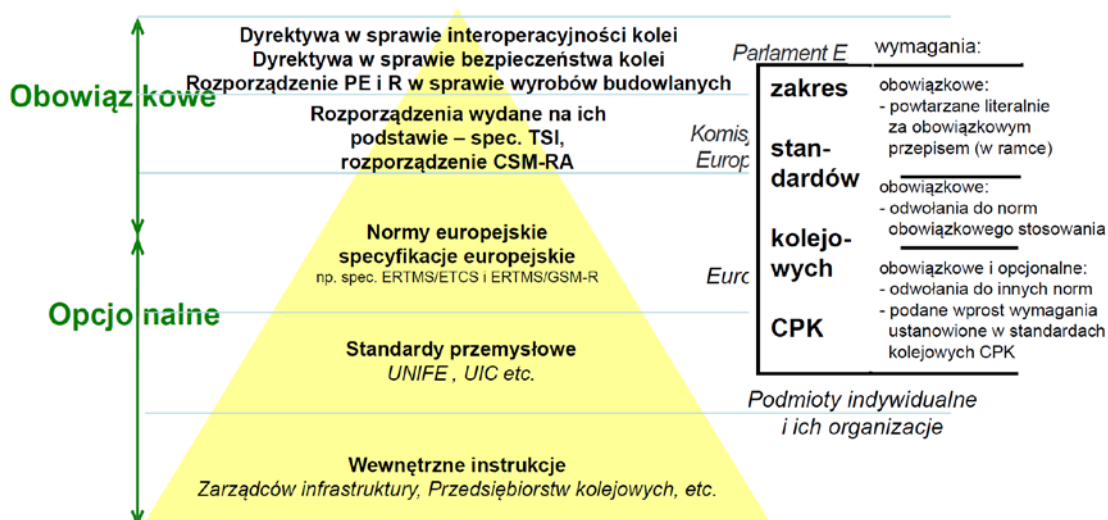 Obowiązkowe
Opcjonalne
Dyrektywa w sprawie interoperacyjności kolei
Dyrektywa w sprawie bezpieczeństwa kolei
Rozporządzenie PE i R w sprawie wyrobów budowlanych
Rozporządzenia wydane na ich
podstawie – spec. TSI,
rozporządzenie CSM-RA
Normy europejskie
specyfikacje europejskie
np. spec. ERTMS/ETCS i ERTMS/GSM-R
Standardy przemysłowe
UNIFE , UIC etc.
Wewnętrzne instrukcje
Zarządców infrastruktury, Przedsiębiorstw kolejowych, etc.
Parlament E
Komisj
Europ
Euro
zakres
stan-
dardów
kolejo-
wych
CPK
wymagania:
obowiązkowe:
- powtarzane literalnie
za obowiązkowym
przepisem (w ramce)
obowiązkowe:
- odwołania do norm
obowiązkowego stosowania
obowiązkowe i opcjonalne:
- odwołania do innych norm
- podane wprost wymagania
ustanowione w standardach
kolejowych CPK
Podmioty indywidualne
i ich organizacje